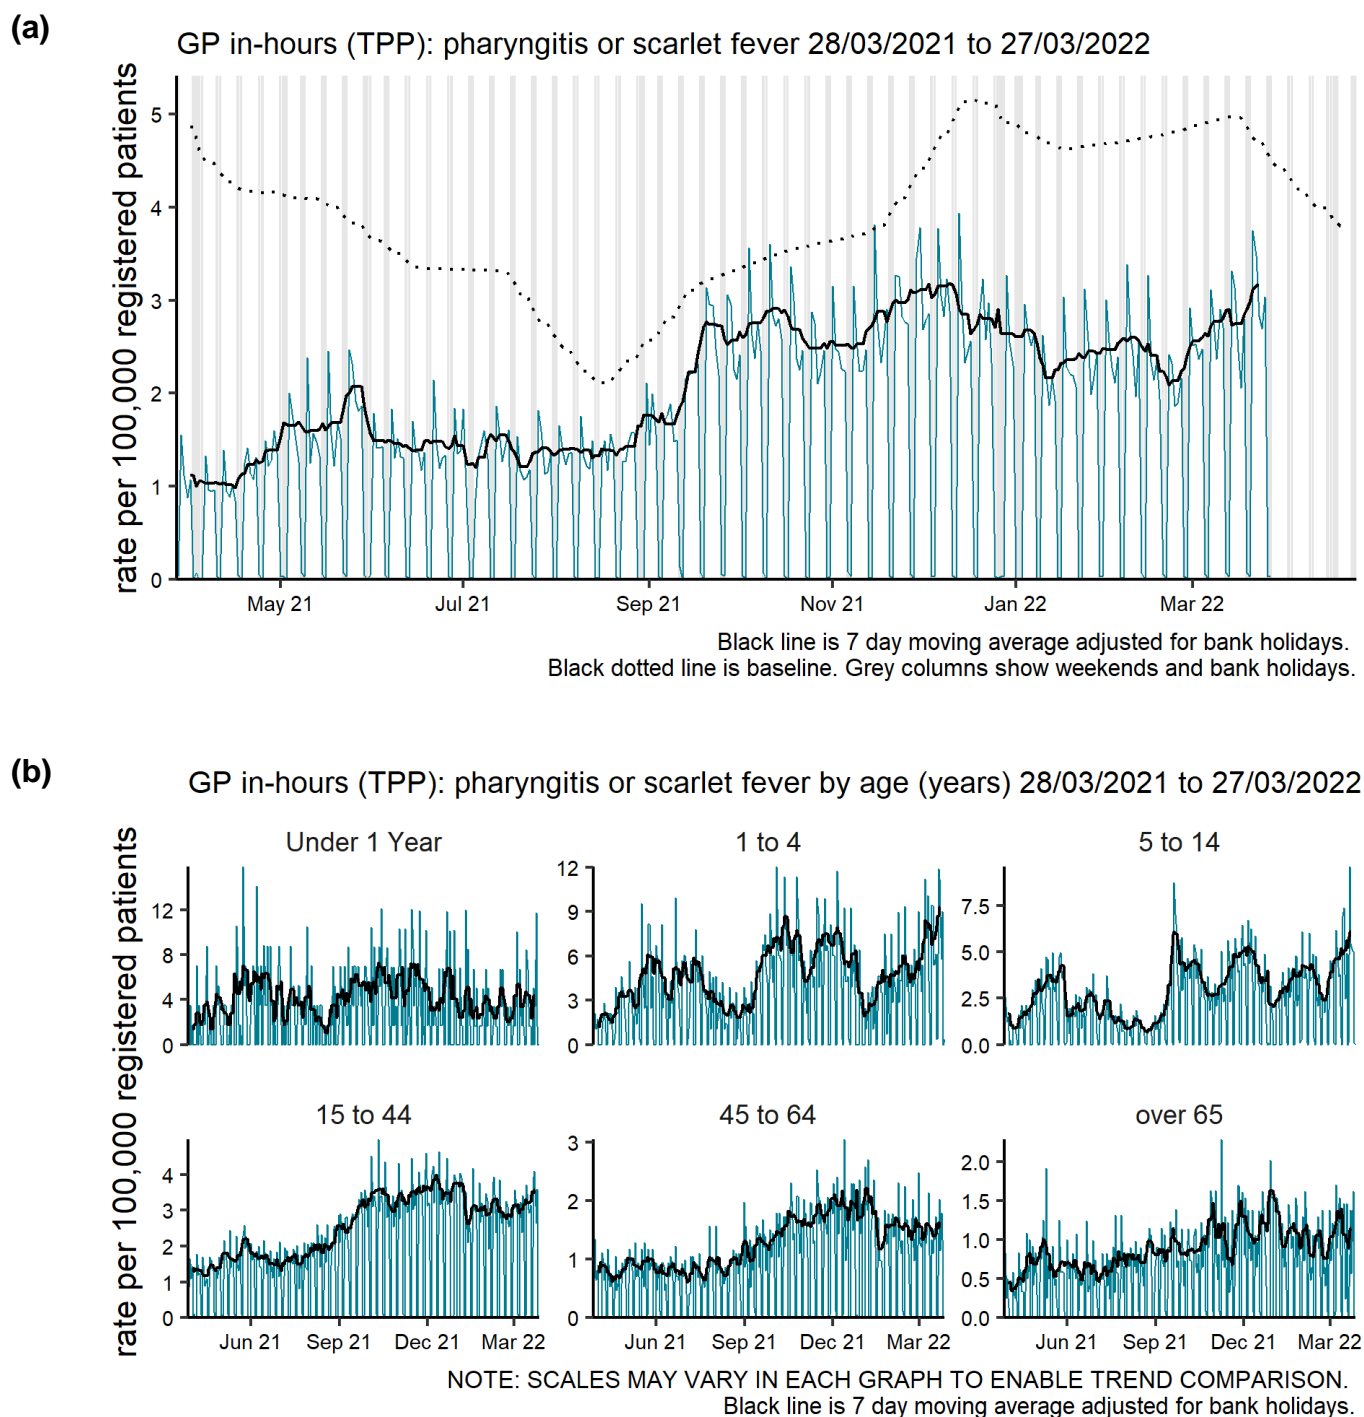 (a)
GP in-hours (TPP): pharyngitis or scarlet fever 28/03/2021 to 27/03/2022
rate per 100,000 registered patients
5
4
3
2
1
0
May 21 Jul 21 Sep 21 Nov 21 Jan 22 Mar 22
Black line is 7 day moving average adjusted for bank holidays.
Black dotted line is baseline. Grey columns show weekends and bank holidays.
(b)
GP in-hours (TPP): pharyngitis or scarlet fever by age (years) 28/03/2021 to 27/03/2022
rate per 100,000 registered patients
Under 1 Year
12
8
4
0
1 to 4
12
9
6
3
0
5 to 14
7.5
5.0
2.5
0.0
15 to 44
4
3
2
1
0
Jun 21 Sep 21 Dec 21 Mar 22
45 to 64
3
2
1
0
Jun 21 Sep 21 Dec 21 Mar 22
over 65
2.0
1.5
1.0
0.5
0.0
Jun 21 Sep 21 Dec 21 Mar 22
NOTE: SCALES MAY VARY IN EACH GRAPH TO ENABLE TREND COMPARISON.
Black line is 7 day moving average adjusted for bank holidays.